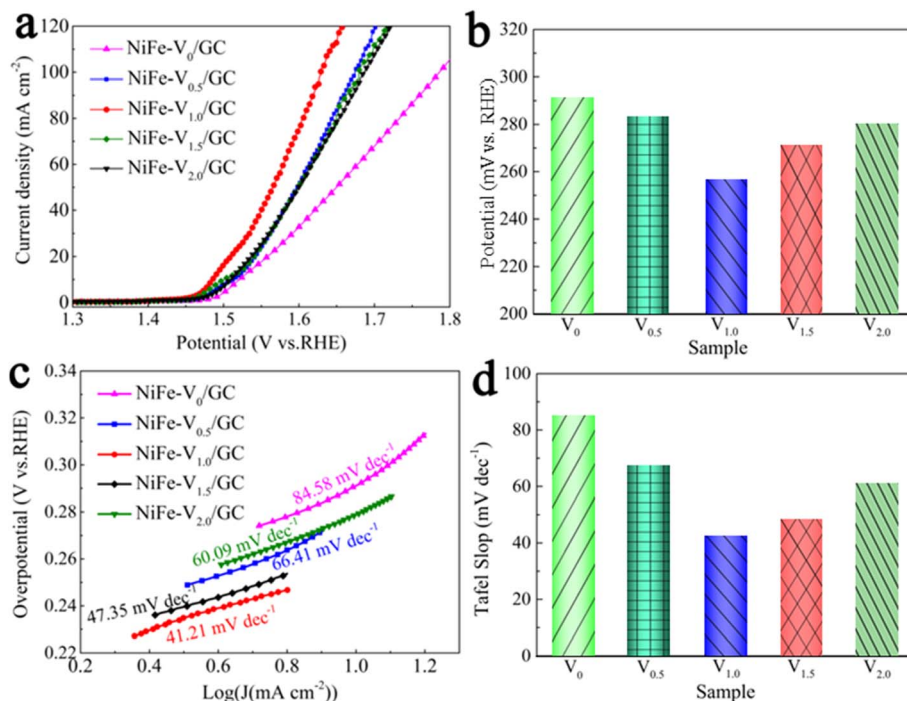 a
120
100
80
60
40
20
0
Current density (mA cm⁻²)
NiFe-V₀/GC
NiFe-V₀.₅/GC
NiFe-V₁.₀/GC
NiFe-V₁.₅/GC
NiFe-V₂.₀/GC
1.3 1.4 1.5 1.6 1.7 1.8
Potential (V vs.RHE)
b
320
300
280
260
240
220
200
Potential (mV vs. RHE)
V₀ V₀.₅ V₁.₀ V₁.₅ V₂.₀
Sample
c
0.34
0.32
0.30
0.28
0.26
0.24
0.22
Overpotential (V vs.RHE)
NiFe-V₀/GC
NiFe-V₀.₅/GC
NiFe-V₁.₀/GC
NiFe-V₁.₅/GC
NiFe-V₂.₀/GC
84.58 mV dec⁻¹
60.09 mV dec⁻¹
66.41 mV dec⁻¹
47.35 mV dec⁻¹
41.21 mV dec⁻¹
0.2 0.4 0.6 0.8 1.0 1.2
Log(J(mA cm⁻²))
d
100
80
60
40
20
0
Tafel Slop (mV dec⁻¹)
V₀ V₀.₅ V₁.₀ V₁.₅ V₂.₀
Sample